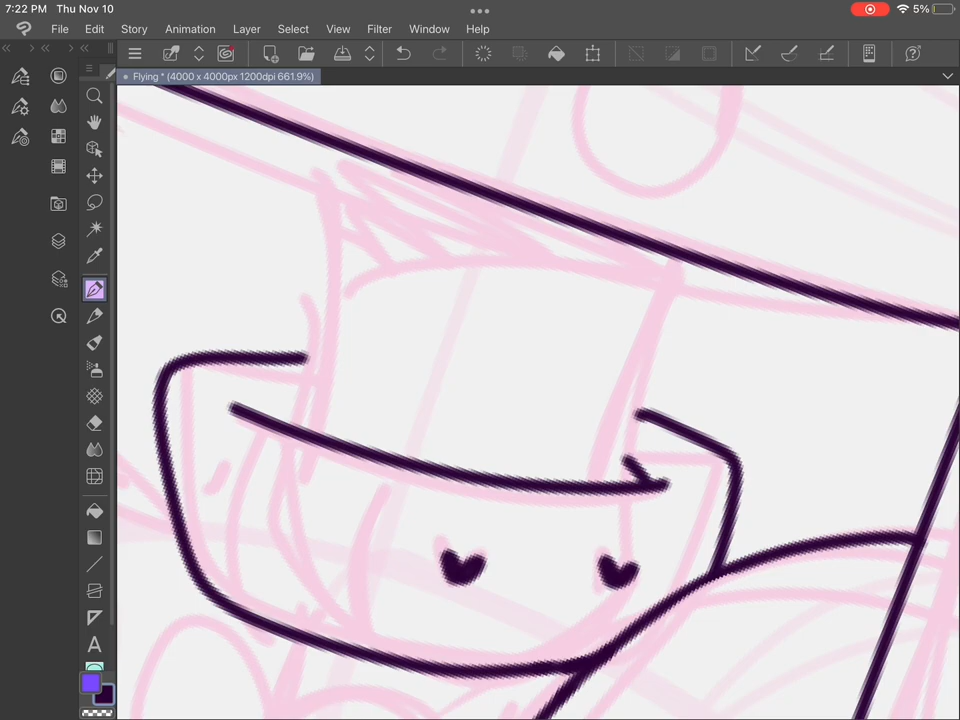 7:22 PM Thu Nov 10
5%
File Edit Story Animation Layer Select View Filter Window Help
Flying * (4000 x 4000px 1200dpi 661.9%)
A